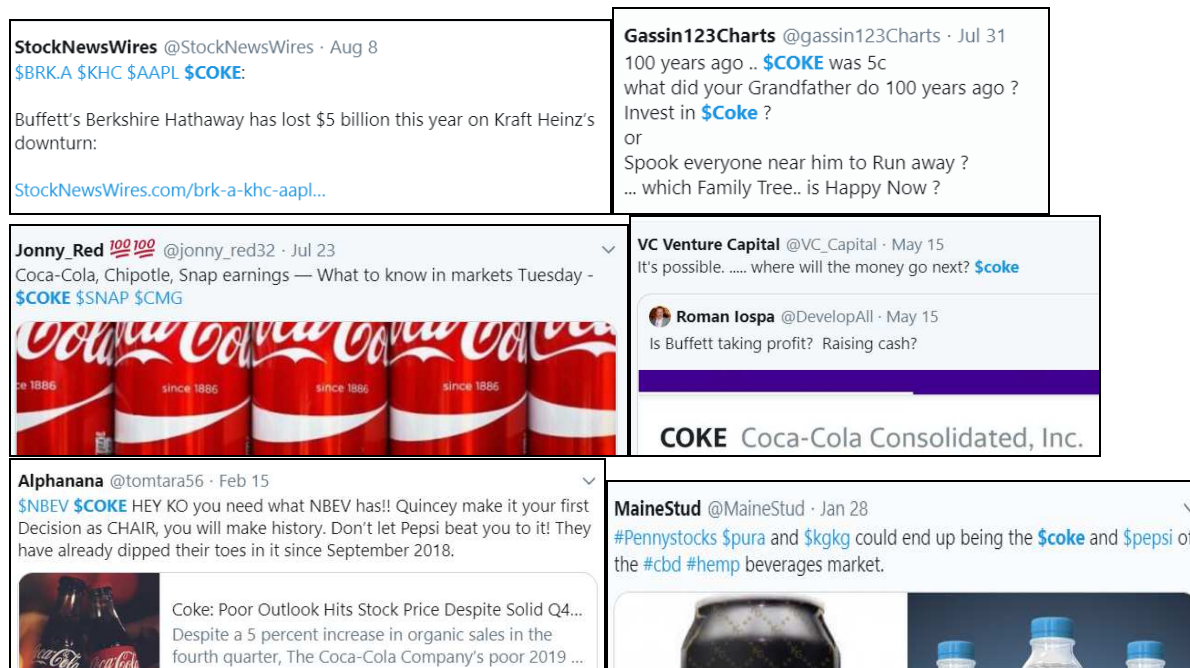 StockNewsWires @StockNewsWires · Aug 8
$BRK.A $KHC $AAPL $COKE:
Buffett's Berkshire Hathaway has lost $5 billion this year on Kraft Heinz's
downturn:
StockNewsWires.com/brk-a-khc-aapl...
Gassin123Charts @gassin123Charts · Jul 31
100 years ago .. $COKE was 5c
what did your Grandfather do 100 years ago ?
Invest in $Coke ?
or
Spook everyone near him to Run away ?
... which Family Tree.. is Happy Now ?
Jonny_Red 💯💯 @jonny_red32 · Jul 23
Coca-Cola, Chipotle, Snap earnings — What to know in markets Tuesday -
$COKE $SNAP $CMG
since 1886
since 1886
since 1886
VC Venture Capital @VC_Capital · May 15
It's possible. ..... where will the money go next? $coke
Roman Iospa @DevelopAll · May 15
Is Buffett taking profit? Raising cash?
COKE Coca-Cola Consolidated, Inc.
Alphanana @tomtara56 · Feb 15
$NBEV $COKE HEY KO you need what NBEV has!! Quincey make it your first
Decision as CHAIR, you will make history. Don't let Pepsi beat you to it! They
have already dipped their toes in it since September 2018.
Coke: Poor Outlook Hits Stock Price Despite Solid Q4...
Despite a 5 percent increase in organic sales in the
fourth quarter, The Coca-Cola Company's poor 2019 ...
MaineStud @MaineStud · Jan 28
#Pennystocks $pura and $kgkg could end up being the $coke and $pepsi of
the #cbd #hemp beverages market.